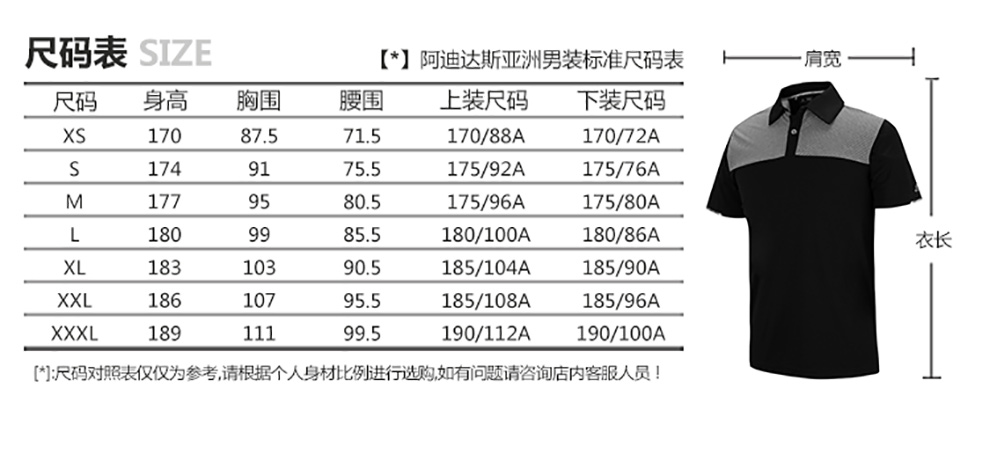 尺码表 SIZE
【*】阿迪达斯亚洲男装标准尺码表
尺码 身高 胸围 腰围 上装尺码 下装尺码
XS 170 87.5 71.5 170/88A 170/72A
S 174 91 75.5 175/92A 175/76A
M 177 95 80.5 175/96A 175/80A
L 180 99 85.5 180/100A 180/86A
XL 183 103 90.5 185/104A 185/90A
XXL 186 107 95.5 185/108A 185/96A
XXXL 189 111 99.5 190/112A 190/100A
[*]:尺码对照表仅仅为参考,请根据个人身材比例进行选购,如有问题请咨询店内客服人员!
肩宽
衣长